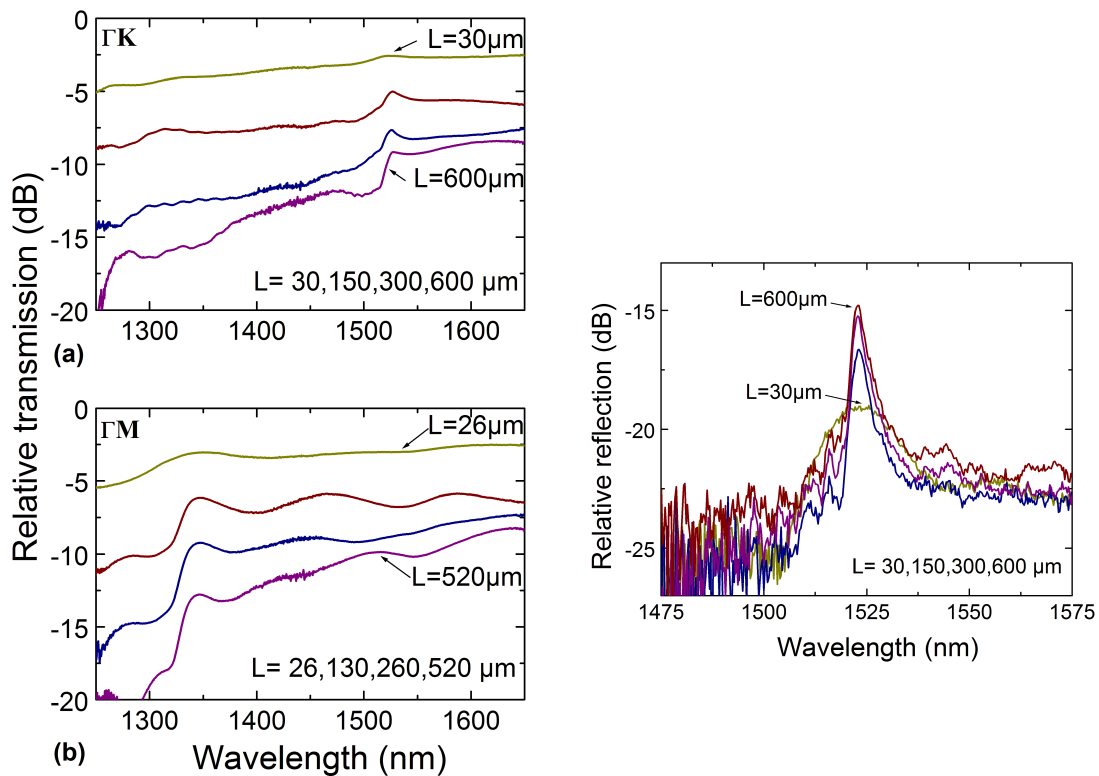 Relative transmission (dB)
0
-5
-10
-15
-20
ΓK
L=30µm
L=600µm
L= 30,150,300,600 µm
1300 1400 1500 1600
(a)
0
-5
-10
-15
-20
ΓM
L=26µm
L=520µm
L= 26,130,260,520 µm
1300 1400 1500 1600
(b)
Wavelength (nm)
Relative reflection (dB)
-15
-20
-25
L=600µm
L=30µm
L= 30,150,300,600 µm
1475 1500 1525 1550 1575
Wavelength (nm)